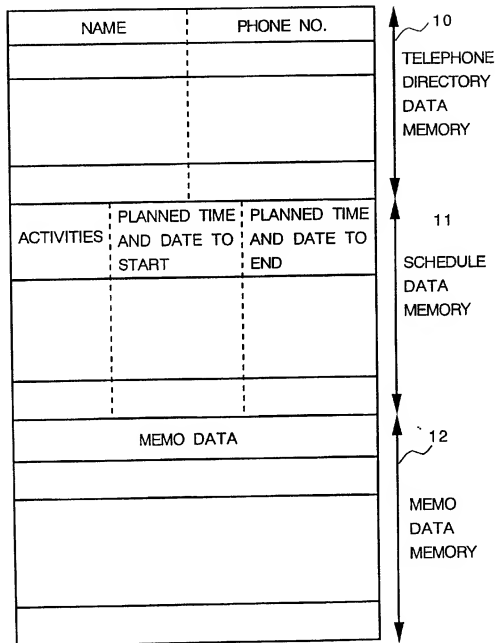 NAME PHONE NO.
10
TELEPHONE
DIRECTORY
DATA
MEMORY
ACTIVITIES
PLANNED TIME
AND DATE TO
START
PLANNED TIME
AND DATE TO
END
11
SCHEDULE
DATA
MEMORY
MEMO DATA
12
MEMO
DATA
MEMORY